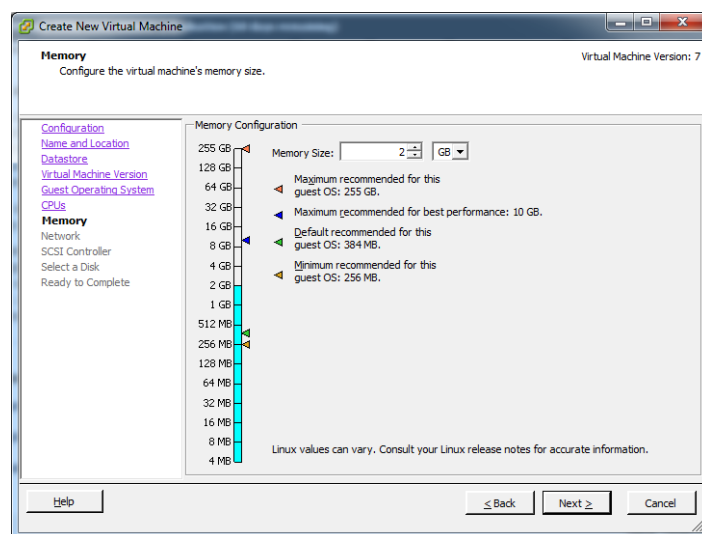 Create New Virtual Machine
Memory
Virtual Machine Version: 7
Configure the virtual machine's memory size.
Configuration
Name and Location
Datastore
Virtual Machine Version
Guest Operating System
CPUs
Memory
Network
SCSI Controller
Select a Disk
Ready to Complete
Memory Configuration
255 GB
128 GB
64 GB
32 GB
16 GB
8 GB
4 GB
2 GB
1 GB
512 MB
256 MB
128 MB
64 MB
32 MB
16 MB
8 MB
4 MB
Memory Size: 2 GB
Maximum recommended for this
guest OS: 255 GB.
Maximum recommended for best performance: 10 GB.
Default recommended for this
guest OS: 384 MB.
Minimum recommended for this
guest OS: 256 MB.
Linux values can vary. Consult your Linux release notes for accurate information.
Help
≤ Back
Next ≥
Cancel